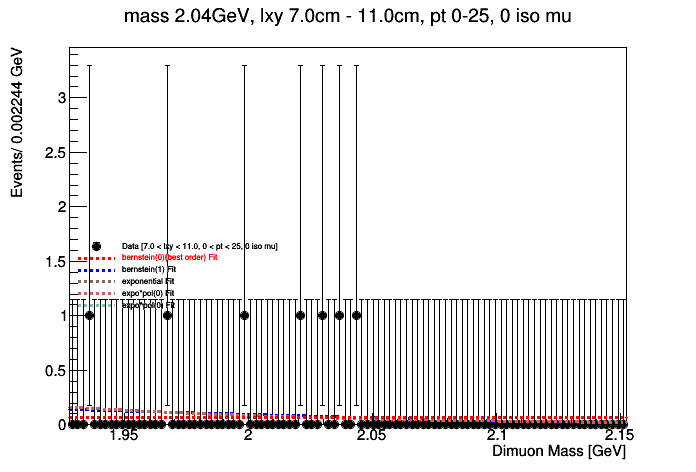 mass 2.04GeV, lxy 7.0cm - 11.0cm, pt 0-25, 0 iso mu
Events/ 0.002244 GeV
3
2.5
2
1.5
1
0.5
0
Data [7.0 < lxy < 11.0, 0 < pt < 25, 0 iso mu]
bernstein(0)(best order) Fit
bernstein(1) Fit
exponential Fit
expo*pol(0) Fit
expo*pol(0) Fit
1.95
2
2.05
2.1
2.15
Dimuon Mass [GeV]